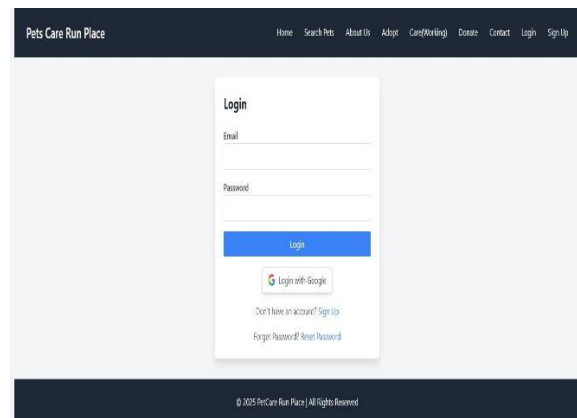 Pets Care Run Place
Home Search Pets About Us Adopt Care(Working) Donate Contact Login Sign Up
Login
Email
Password
Login
Login with Google
Don't have an account? Sign Up
Forget Password? Reset Password
© 2025 PetCare Run Place | All Rights Reserved